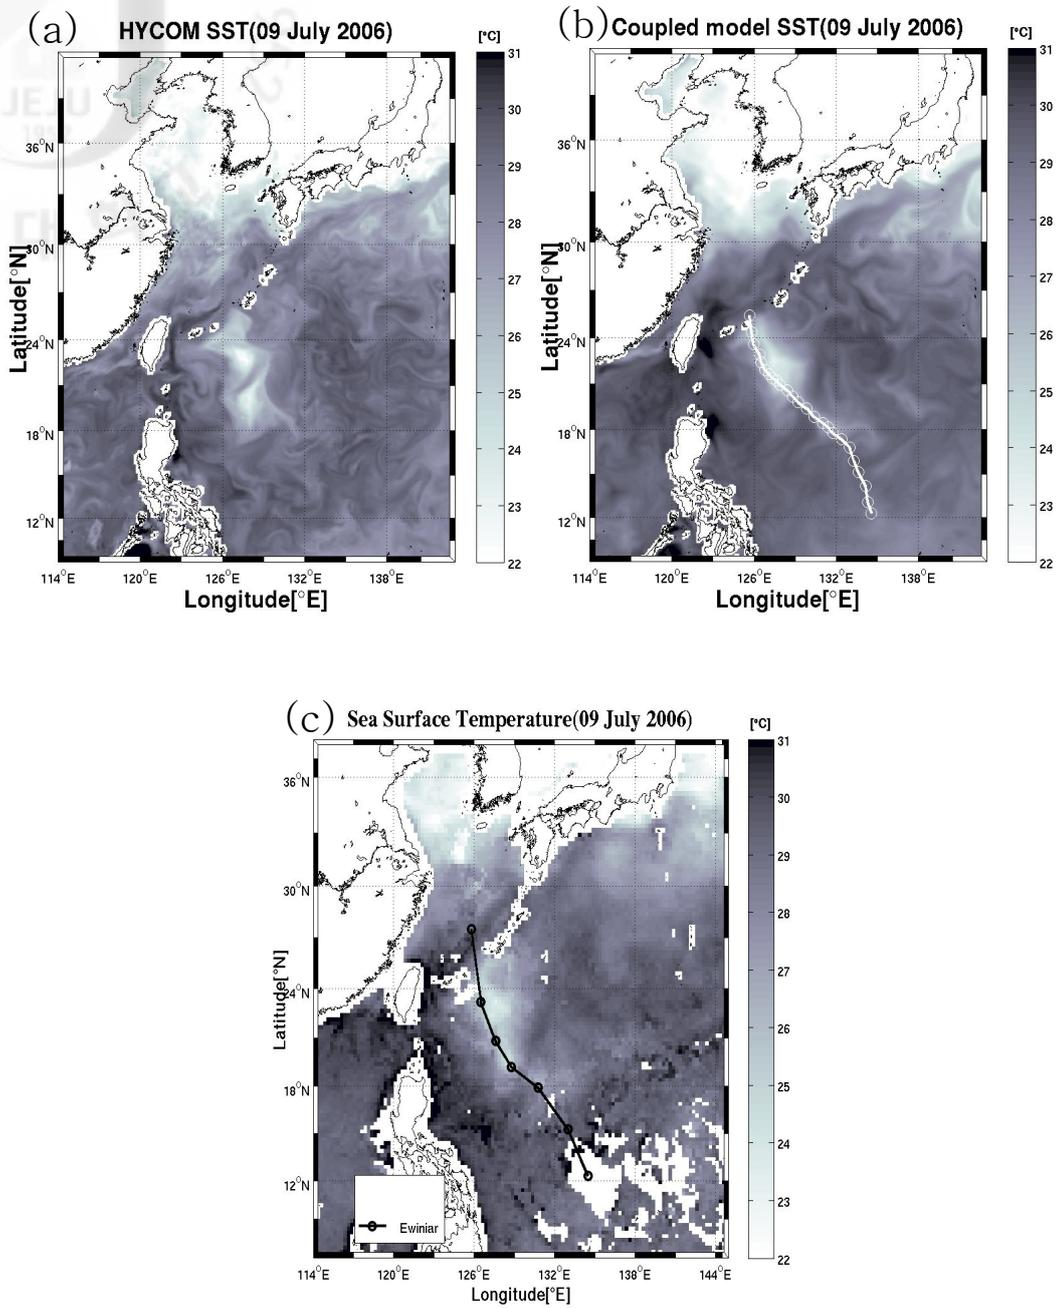 (a) HYCOM SST(09 July 2006) [°C]
31
30
29
28
27
26
25
24
23
22
36°N
30°N
24°N
18°N
12°N
Latitude[°N]
114°E 120°E 126°E 132°E 138°E
Longitude[°E]
JEJU
1952
(b) Coupled model SST(09 July 2006) [°C]
31
30
29
28
27
26
25
24
23
22
36°N
30°N
24°N
18°N
12°N
Latitude[°N]
114°E 120°E 126°E 132°E 138°E
Longitude[°E]
(c) Sea Surface Temperature(09 July 2006) [°C]
31
30
29
28
27
26
25
24
23
22
36°N
30°N
24°N
18°N
12°N
Latitude[°N]
Ewiniar
114°E 120°E 126°E 132°E 138°E 144°E
Longitude[°E]